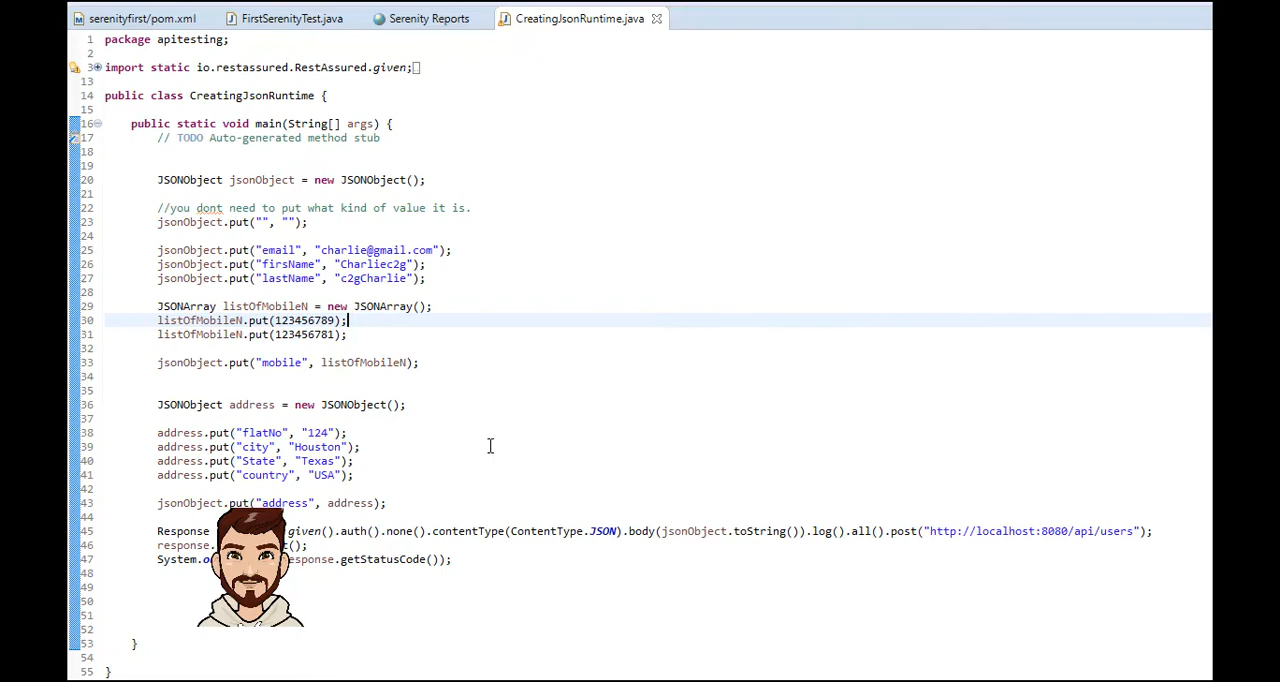 serenityfirst/pom.xml FirstSerenityTest.java Serenity Reports CreatingJsonRuntime.java
1 package apitesting;
2
3 import static io.restassured.RestAssured.given;
13
14 public class CreatingJsonRuntime {
15
16 public static void main(String[] args) {
17 // TODO Auto-generated method stub
18
19
20 JSONObject jsonObject = new JSONObject();
21
22 //you dont need to put what kind of value it is.
23 jsonObject.put("", "");
24
25 jsonObject.put("email", "charlie@gmail.com");
26 jsonObject.put("firsName", "Charliec2g");
27 jsonObject.put("lastName", "c2gCharlie");
28
29 JSONArray listOfMobileN = new JSONArray();
30 listOfMobileN.put(123456789);
31 listOfMobileN.put(123456781);
32
33 jsonObject.put("mobile", listOfMobileN);
34
35
36 JSONObject address = new JSONObject();
37
38 address.put("flatNo", "124");
39 address.put("city", "Houston");
40 address.put("State", "Texas");
41 address.put("country", "USA");
42
43 jsonObject.put("address", address);
44
45 Response given().auth().none().contentType(ContentType.JSON).body(jsonObject.toString()).log().all().post("http://localhost:8080/api/users");
46 response. ();
47 System.o esponse.getStatusCode());
48
49
50
51
52
53 }
54
55 }